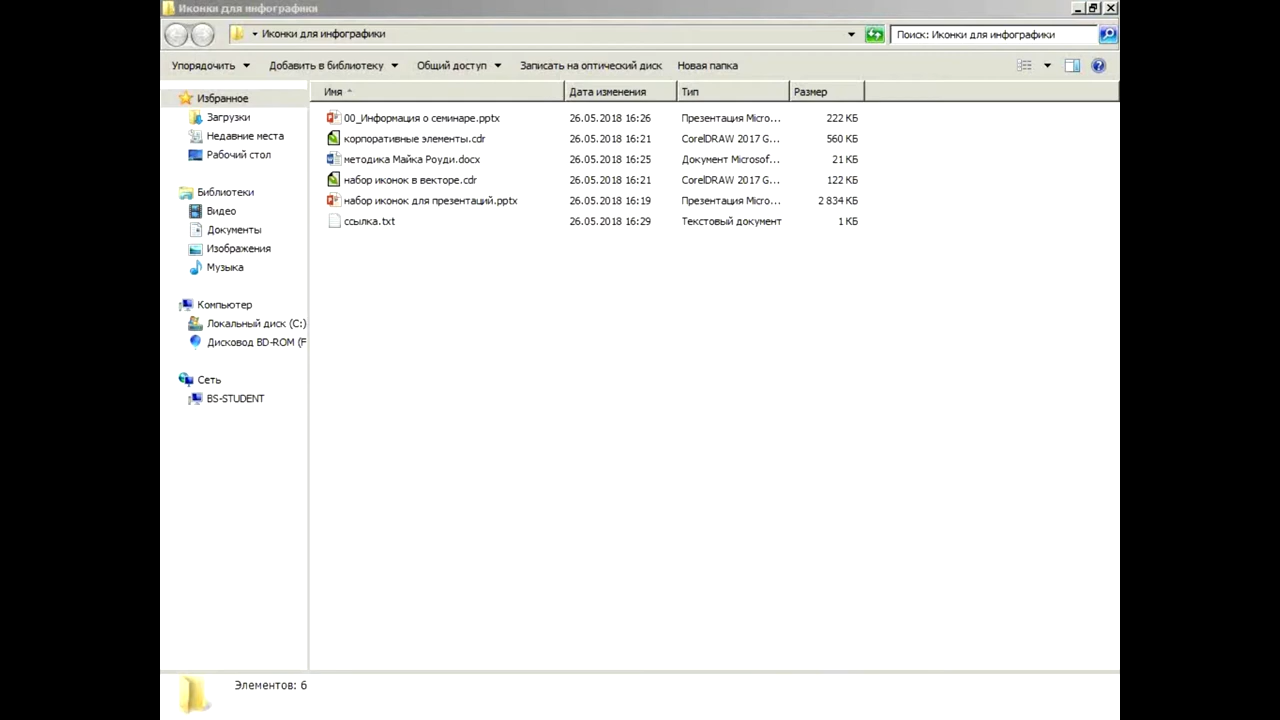 Иконки для инфографики
Иконки для инфографики
Поиск: Иконки для инфографики
Упорядочить Добавить в библиотеку Общий доступ Записать на оптический диск Новая папка
Избранное
Загрузки
Недавние места
Рабочий стол
Библиотеки
Видео
Документы
Изображения
Музыка
Компьютер
Локальный диск (C:)
Дисковод BD-ROM (F
Сеть
BS-STUDENT
Имя Дата изменения Тип Размер
00_Информация о семинаре.pptx 26.05.2018 16:26 Презентация Micro... 222 КБ
корпоративные элементы.cdr 26.05.2018 16:21 CorelDRAW 2017 G... 560 КБ
методика Майка Роуди.docx 26.05.2018 16:25 Документ Microsof... 21 КБ
набор иконок в векторе.cdr 26.05.2018 16:21 CorelDRAW 2017 G... 122 КБ
набор иконок для презентаций.pptx 26.05.2018 16:19 Презентация Micro... 2 834 КБ
ссылка.txt 26.05.2018 16:29 Текстовый документ 1 КБ
Элементов: 6